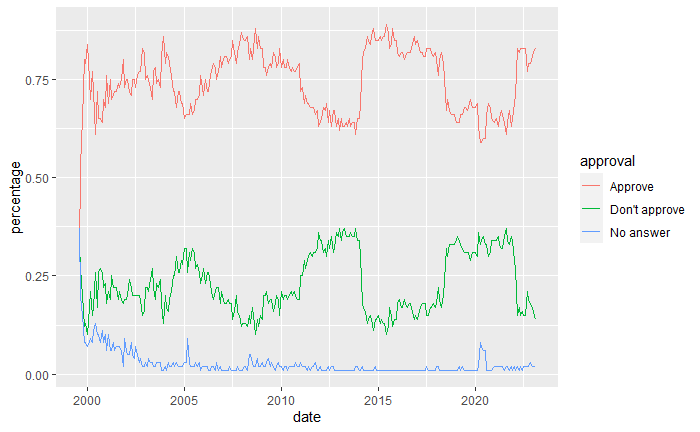 0.75
0.50
0.25
0.00
percentage
2000
2005
2010
2015
2020
date
approval
Approve
Don't approve
No answer